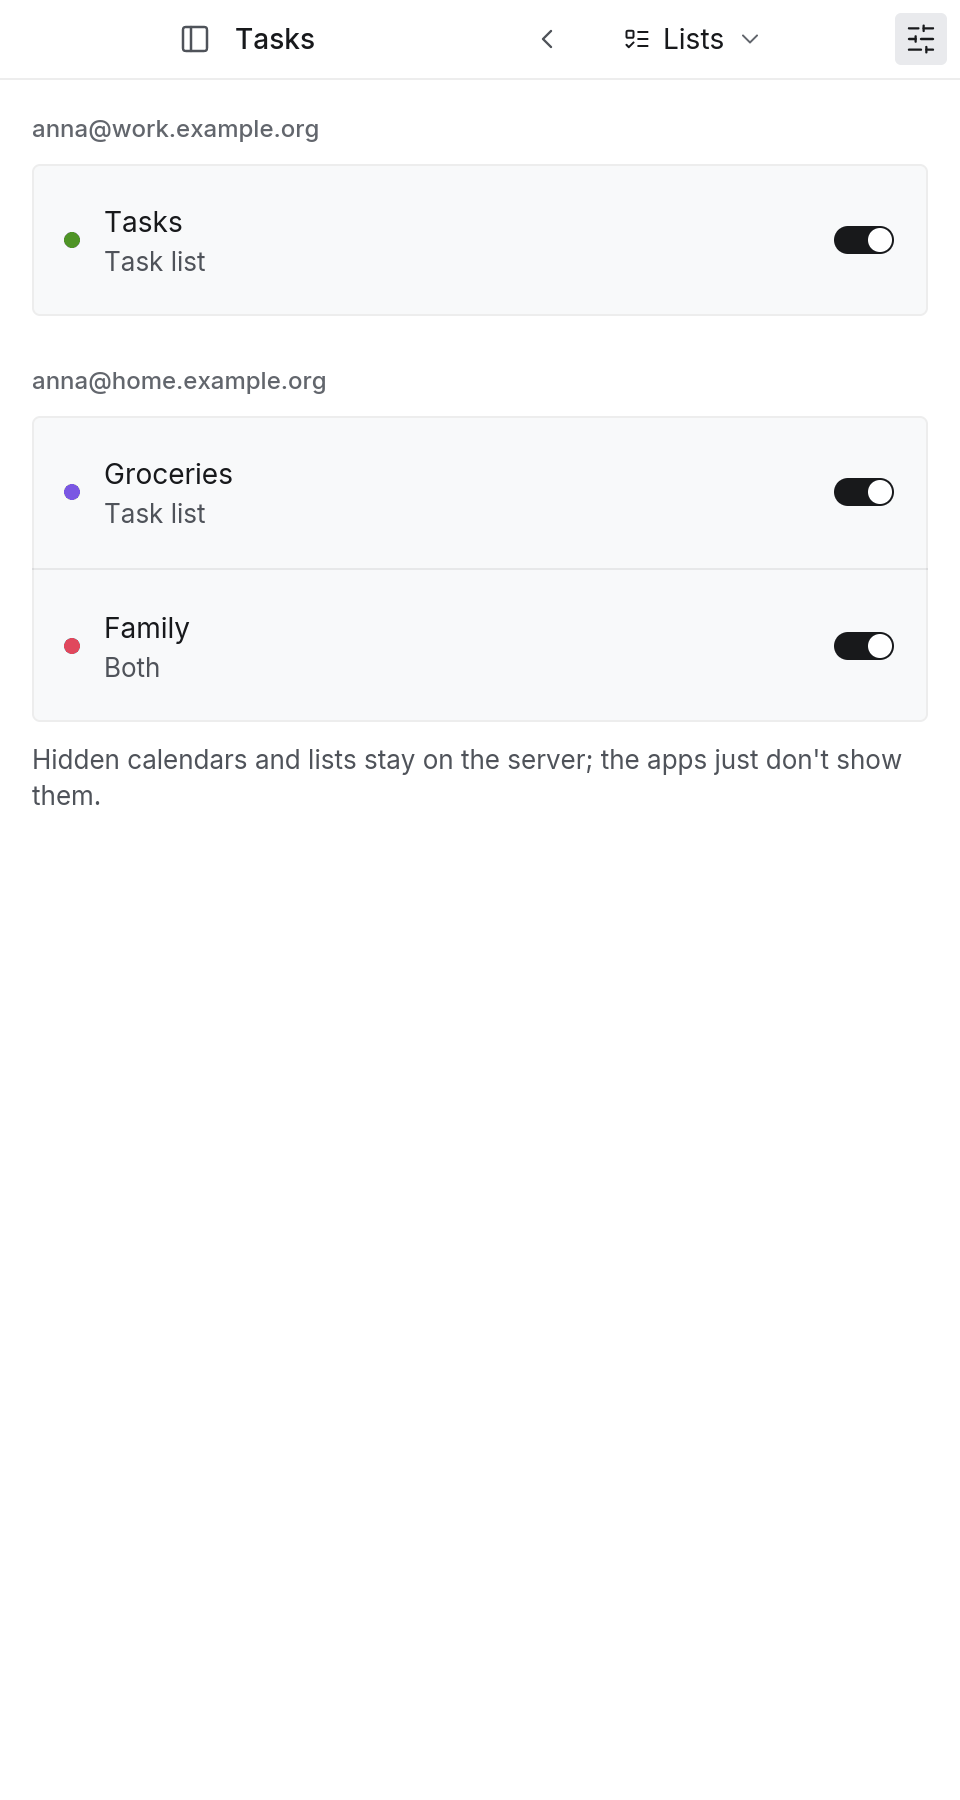 Tasks
Lists
anna@work.example.org
Tasks
Task list
anna@home.example.org
Groceries
Task list
Family
Both
Hidden calendars and lists stay on the server; the apps just don't show
them.